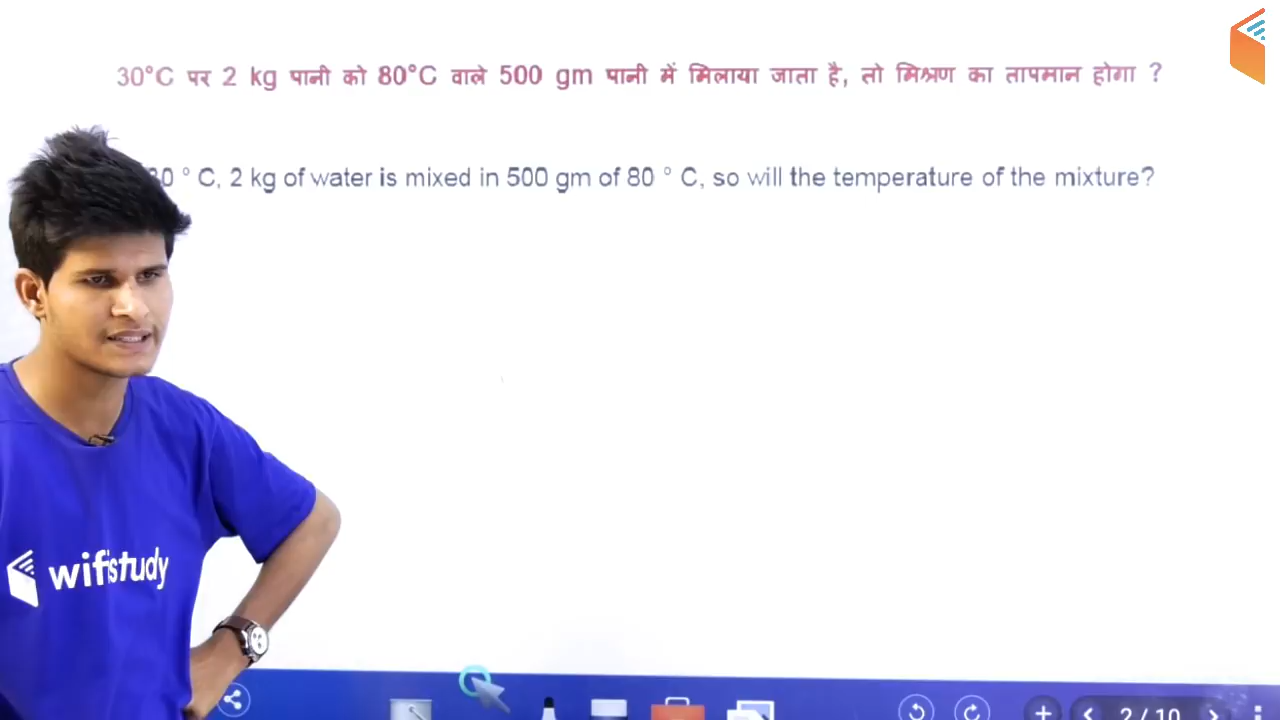 30°C पर 2 kg पानी को 80°C वाले 500 gm पानी में मिलाया जाता है, तो मिश्रण का तापमान होगा ?
° C, 2 kg of water is mixed in 500 gm of 80 ° C, so will the temperature of the mixture?
wifistudy
2 / 10